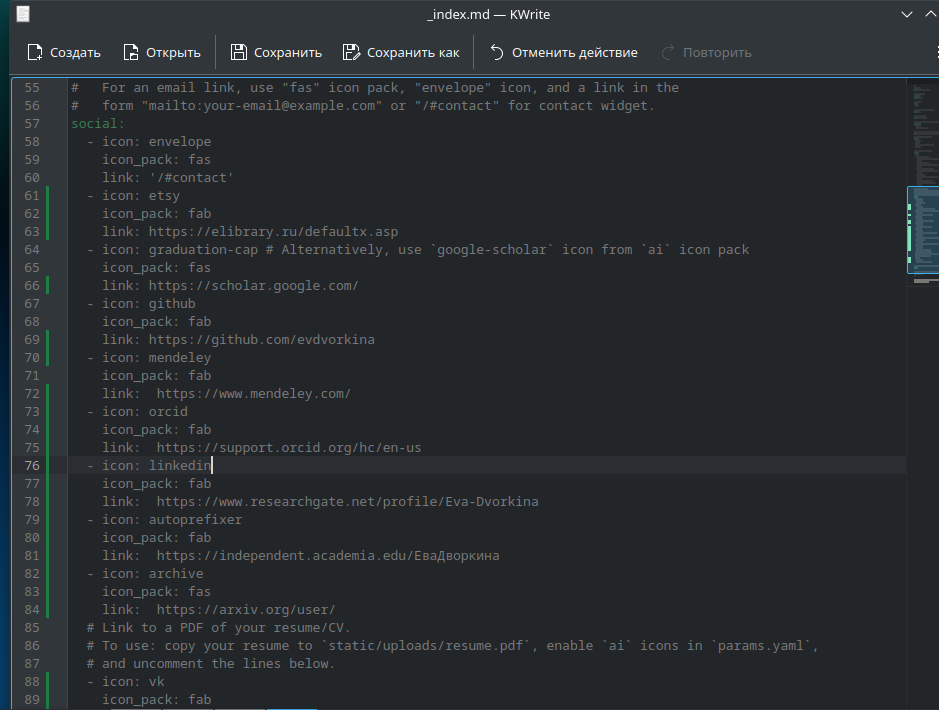 _index.md — KWrite
Создать Открыть Сохранить Сохранить как Отменить действие Повторить
55 #   For an email link, use "fas" icon pack, "envelope" icon, and a link in the
56 #   form "mailto:your-email@example.com" or "/#contact" for contact widget.
57 social:
58   - icon: envelope
59     icon_pack: fas
60     link: '/#contact'
61   - icon: etsy
62     icon_pack: fab
63     link: https://elibrary.ru/defaultx.asp
64   - icon: graduation-cap # Alternatively, use `google-scholar` icon from `ai` icon pack
65     icon_pack: fas
66     link: https://scholar.google.com/
67   - icon: github
68     icon_pack: fab
69     link: https://github.com/evdvorkina
70   - icon: mendeley
71     icon_pack: fab
72     link:  https://www.mendeley.com/
73   - icon: orcid
74     icon_pack: fab
75     link:  https://support.orcid.org/hc/en-us
76   - icon: linkedin
77     icon_pack: fab
78     link:  https://www.researchgate.net/profile/Eva-Dvorkina
79   - icon: autoprefixer
80     icon_pack: fab
81     link:  https://independent.academia.edu/ЕваДворкина
82   - icon: archive
83     icon_pack: fas
84     link:  https://arxiv.org/user/
85   # Link to a PDF of your resume/CV.
86   # To use: copy your resume to `static/uploads/resume.pdf`, enable `ai` icons in `params.yaml`,
87   # and uncomment the lines below.
88   - icon: vk
89     icon_pack: fab